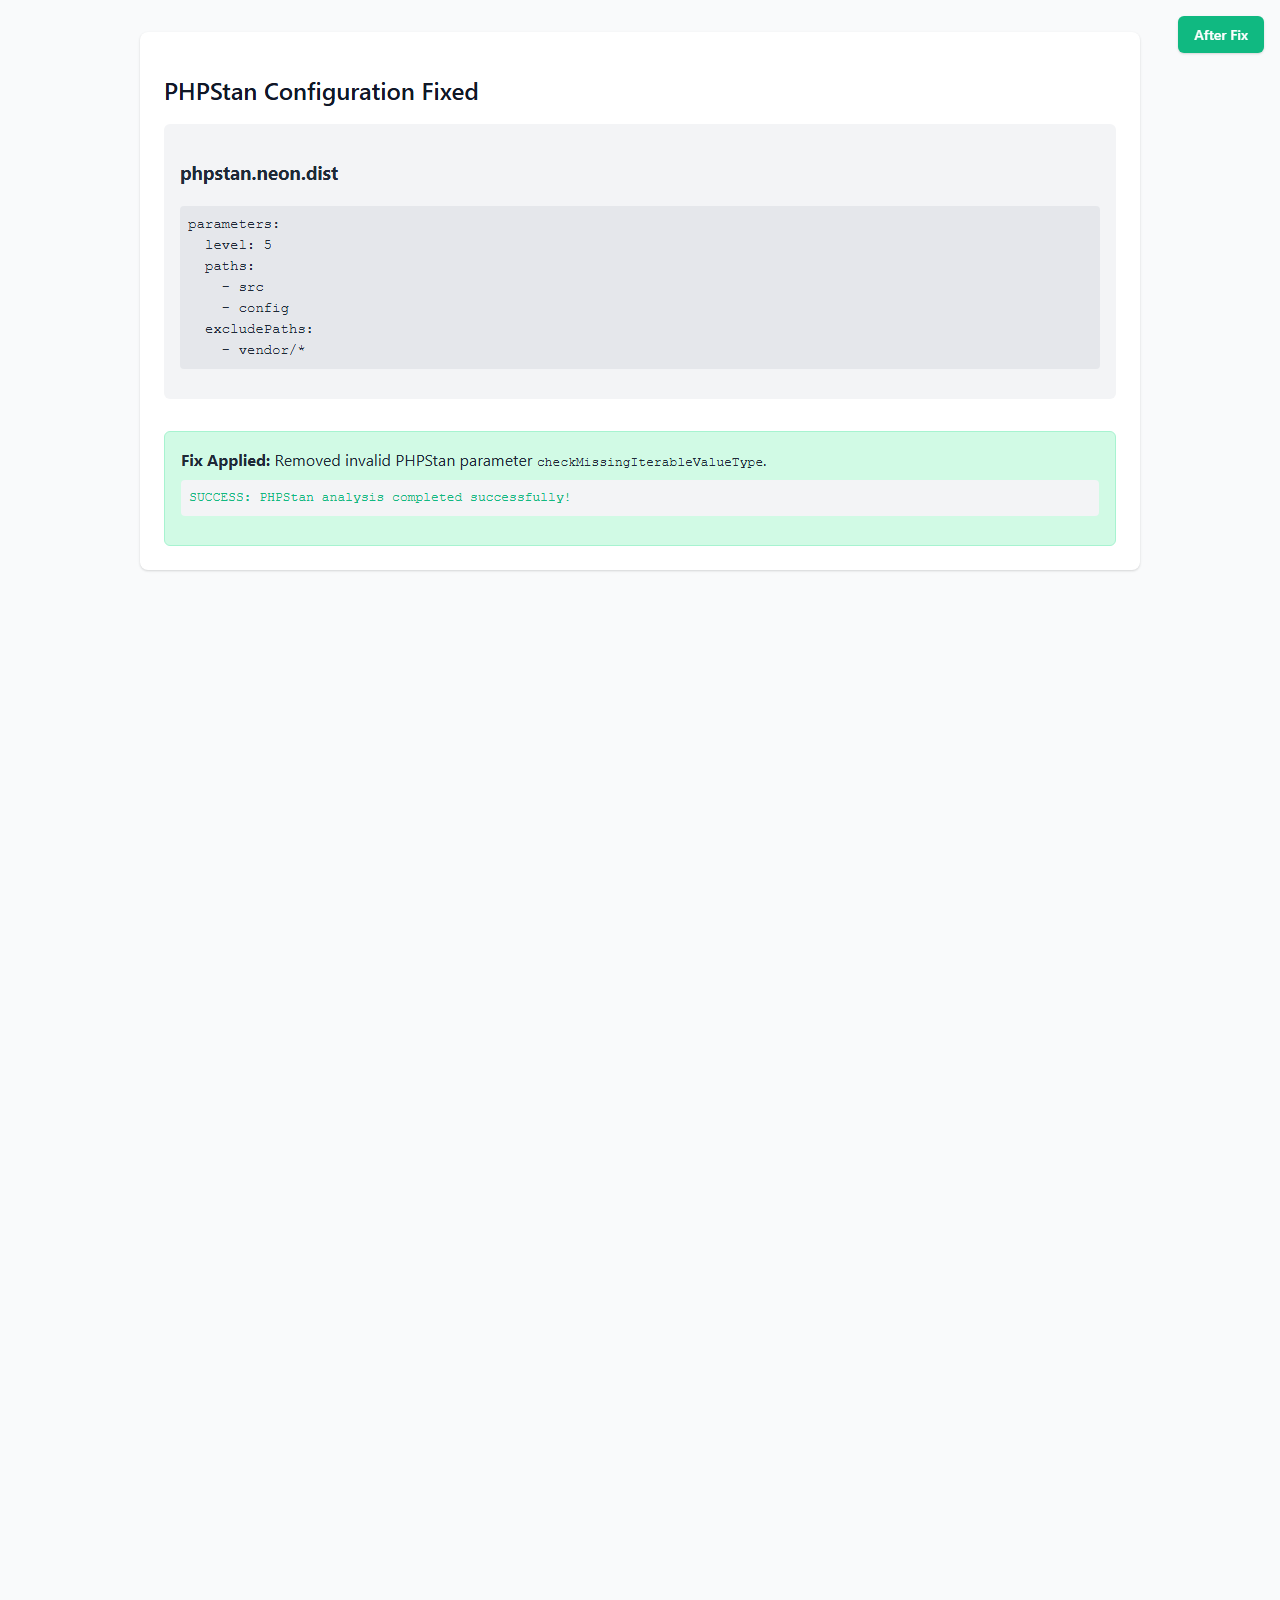 After Fix
PHPStan Configuration Fixed
phpstan.neon.dist
parameters:
  level: 5
  paths:
    - src
    - config
  excludePaths:
    - vendor/*
Fix Applied: Removed invalid PHPStan parameter checkMissingIterableValueType.
SUCCESS: PHPStan analysis completed successfully!